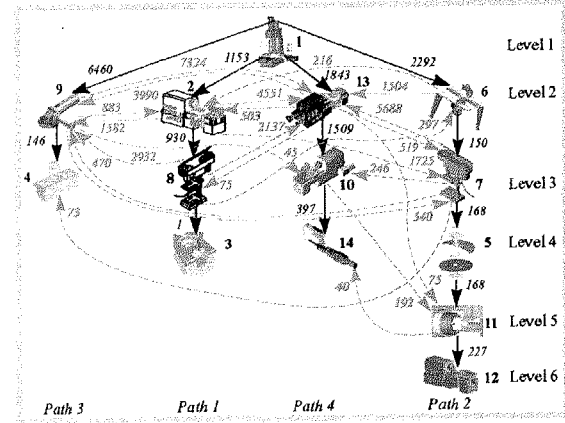 1 Level 1
7324 1153 216
6460 1843 2292
9 3990 2 4551 13 1504 6 Level 2
883 503 5688 297
146 1582 930 2137 1509 519 150
470 2932 45 1725
4 8 75 10 246 7 Level 3
75 397 540 168
1 3 14 5 Level 4
40 192 75 168
11 Level 5
227
12 Level 6
Path 3 Path 1 Path 4 Path 2